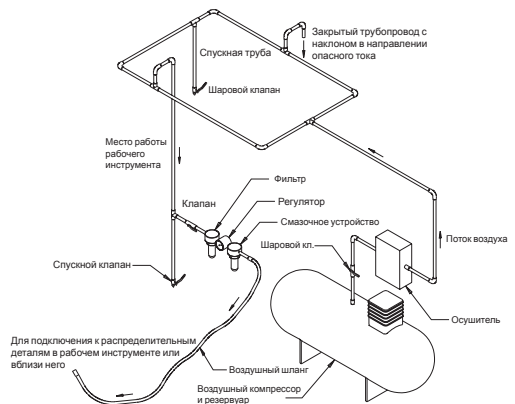 Закрытый трубопровод с
наклоном в направлении
опасного тока
Спускная труба
Шаровой клапан
Место работы
рабочего
инструмента
Фильтр
Клапан
Регулятор
Смазочное устройство
Шаровой кл.
Поток воздуха
Спускной клапан
Осушитель
Для подключения к распределительным
деталям в рабочем инструменте или
вблизи него
Воздушный шланг
Воздушный компрессор
и резервуар